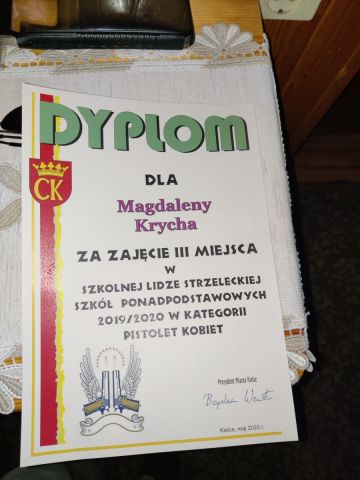 DYPLOM
CK
DLA
Magdaleny
Krycha
ZA ZAJĘCIE III MIEJSCA
W
SZKOLNEJ LIDZE STRZELECKIEJ
SZKÓŁ PONADPODSTAWOWYCH
2019/2020 W KATEGORII
PISTOLET KOBIET
Prezydent Miasta Kielce
Kielce, maj 2020 r.